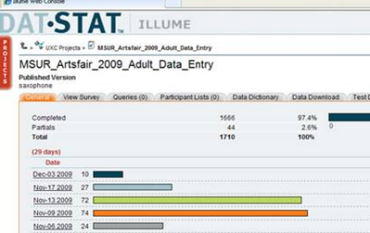 Illume Web Console
DAT·STAT | ILLUME
PROJECTS
UXC Projects MSUR_Artsfair_2009_Adult_Data_Entry
MSUR_Artsfair_2009_Adult_Data_Entry
Published Version
saxophone
General View Survey Queries (0) Participant Lists (0) Data Dictionary Data Download Test D
Completed 1666 97.4%
Partials 44 2.6% 0
Total 1710 100%
(29 days)
Date
Dec-03 2009 10
Nov-17 2009 27
Nov-13 2009 72
Nov-09 2009 74
Nov-06 2009 24